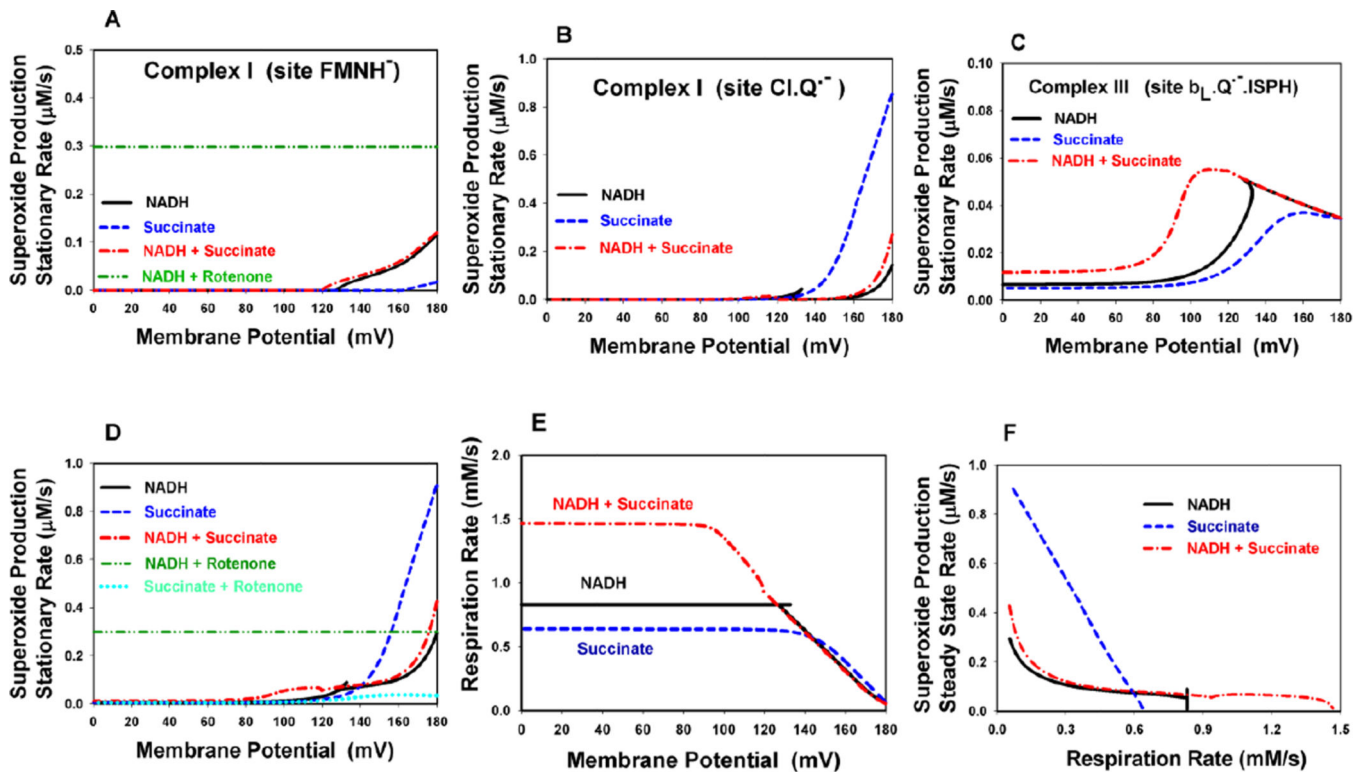 A
Superoxide Production
Stationary Rate (µM/s)
0.5
0.4
0.3
0.2
0.1
0.0
Complex I (site FMNH⁻)
NADH
Succinate
NADH + Succinate
NADH + Rotenone
0 20 40 60 80 100 120 140 160 180
Membrane Potential (mV)
B
Superoxide Production
Stationary Rate (µM/s)
1.0
0.8
0.6
0.4
0.2
0.0
Complex I (site CI.Q·⁻ )
NADH
Succinate
NADH + Succinate
0 20 40 60 80 100 120 140 160 180
Membrane Potential (mV)
C
Superoxide Production
Stationary Rate (µM/s)
0.10
0.08
0.06
0.04
0.02
0.00
Complex III (site bL.Q·⁻.ISPH)
NADH
Succinate
NADH + Succinate
0 20 40 60 80 100 120 140 160 180
Membrane Potential (mV)
D
Superoxide Production
Stationary Rate (µM/s)
1.0
0.8
0.6
0.4
0.2
0.0
NADH
Succinate
NADH + Succinate
NADH + Rotenone
Succinate + Rotenone
0 20 40 60 80 100 120 140 160 180
Membrane Potential (mV)
E
Respiration Rate (mM/s)
2.0
1.5
1.0
0.5
0.0
NADH + Succinate
NADH
Succinate
0 20 40 60 80 100 120 140 160 180
Membrane Potential (mV)
F
Superoxide Production
Steady State Rate (µM/s)
1.0
0.8
0.6
0.4
0.2
0.0
NADH
Succinate
NADH + Succinate
0.0 0.3 0.6 0.9 1.2 1.5
Respiration Rate (mM/s)